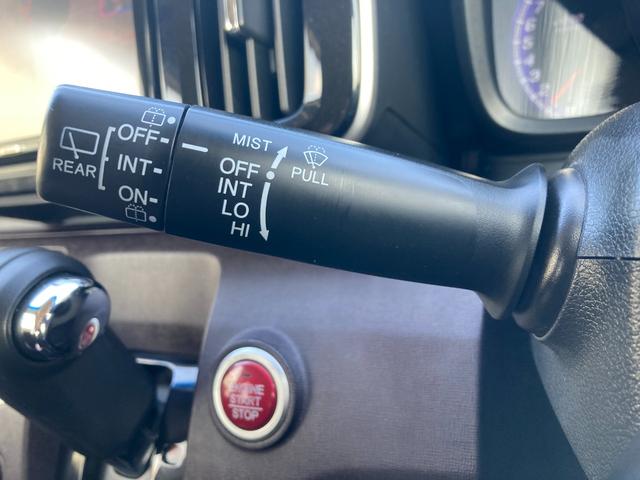 OFF
REAR
INT
ON
MIST
OFF
PULL
INT
LO
HI
ENGINE
START
STOP